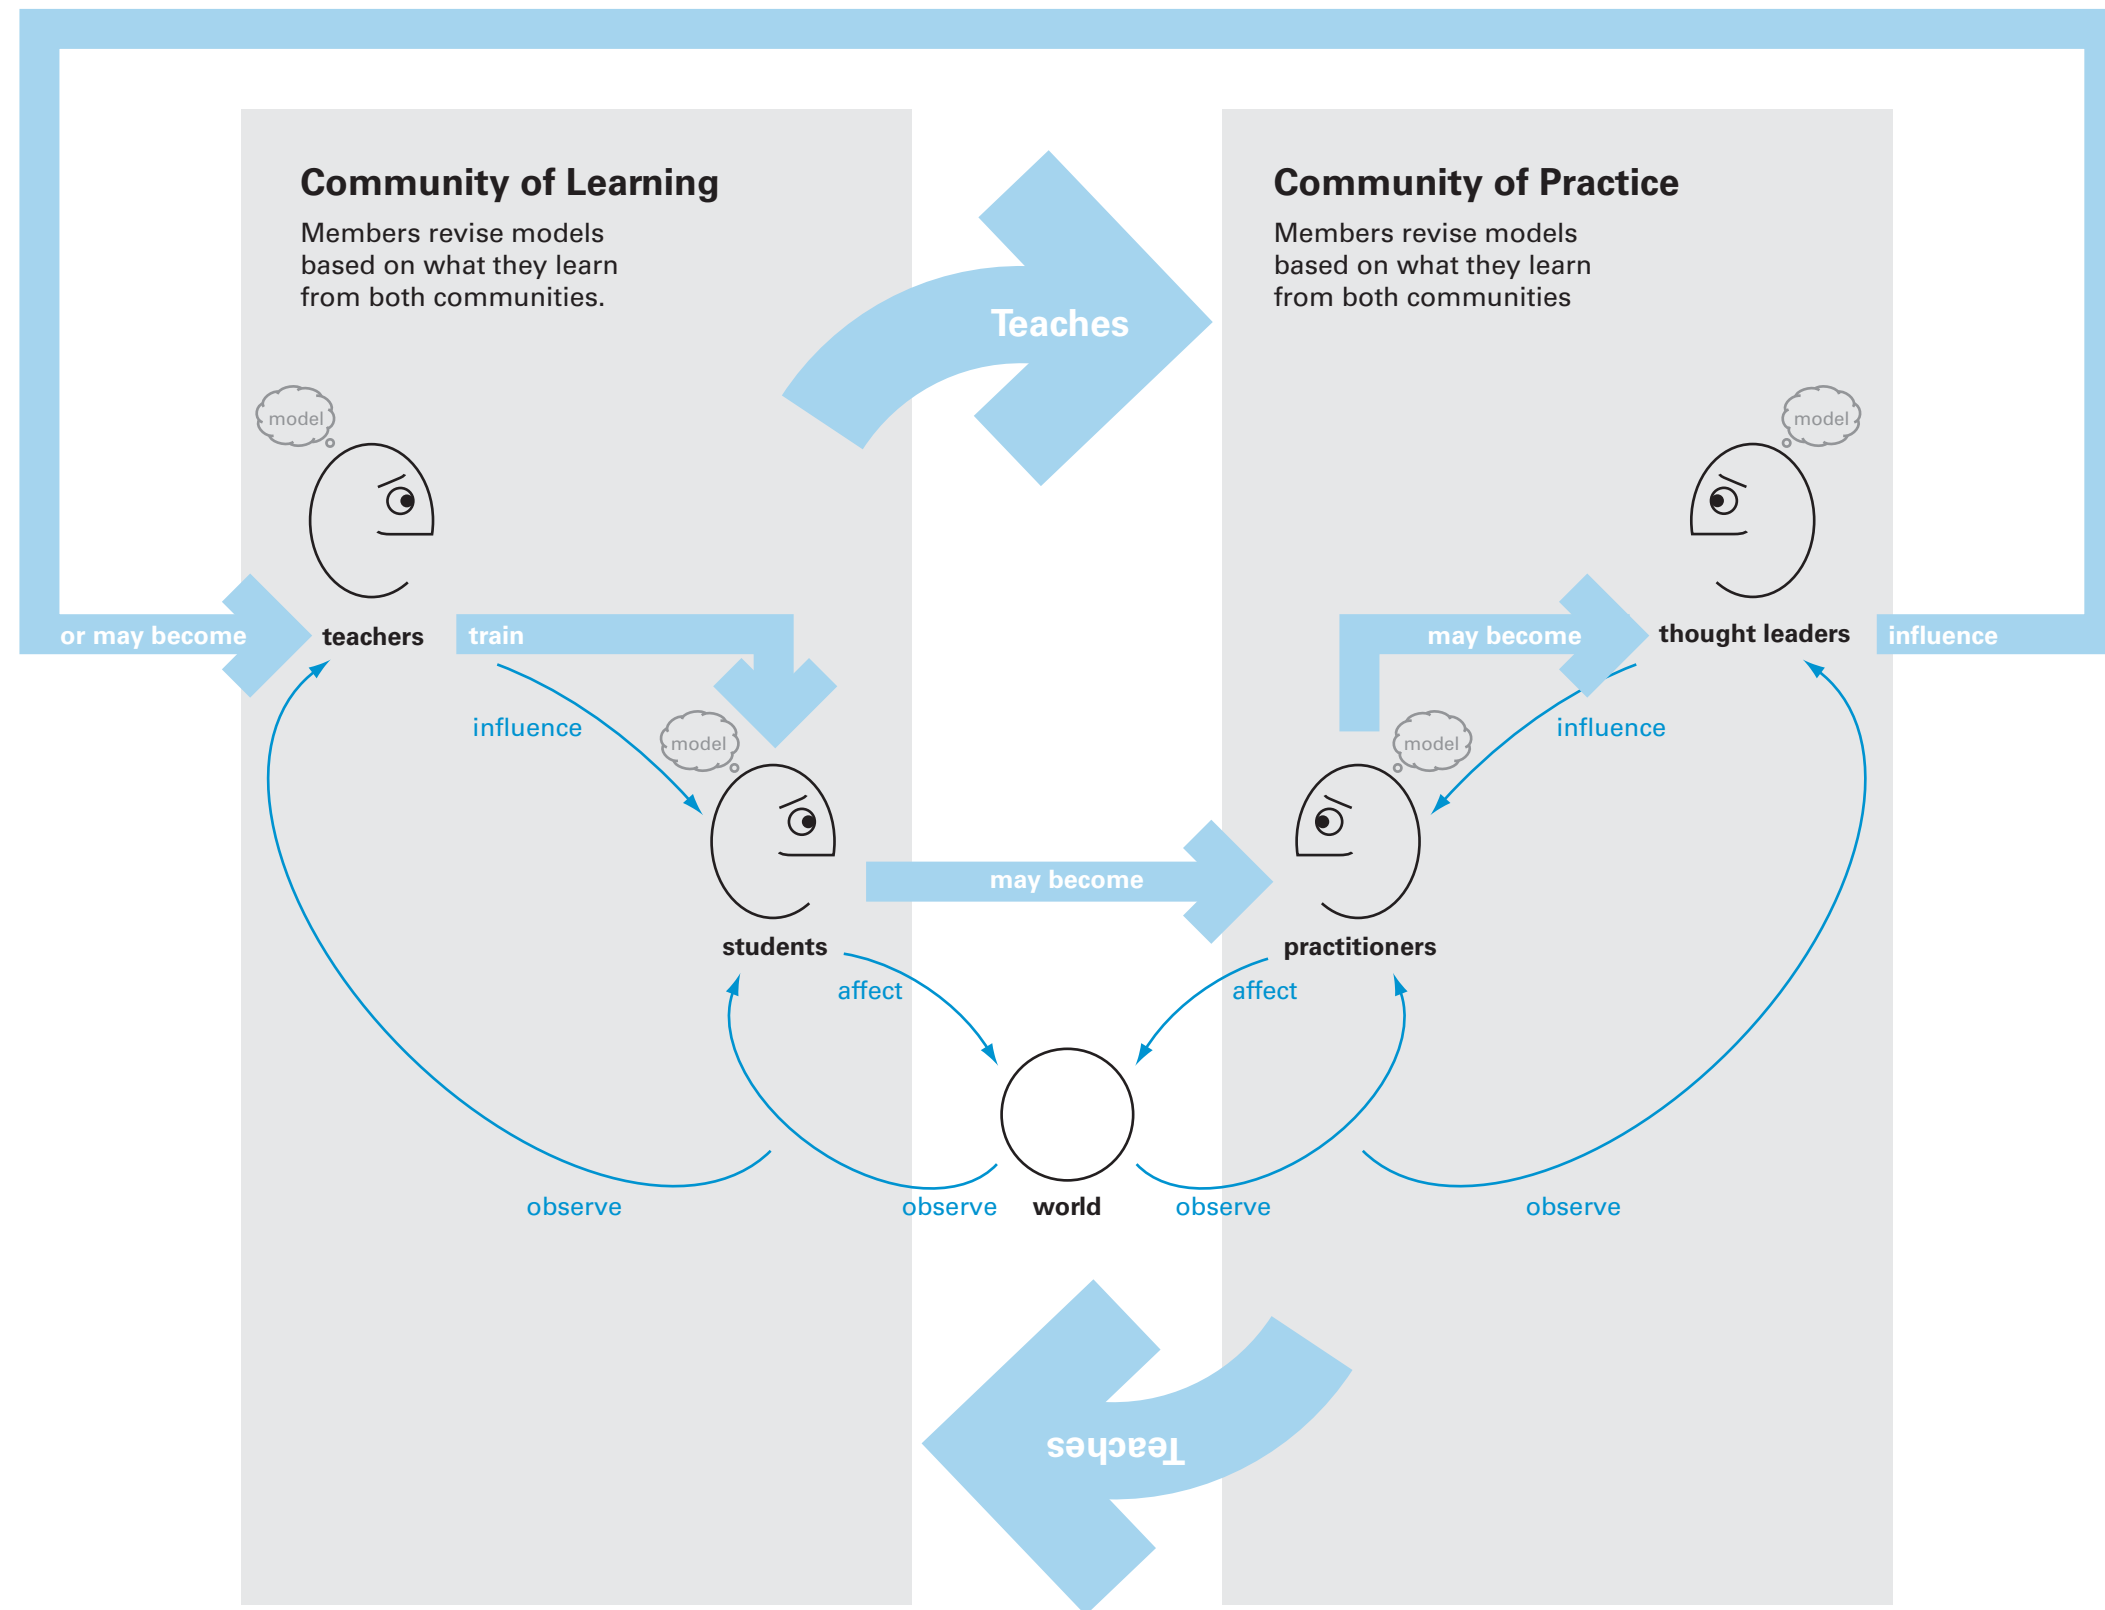 Community of Learning
Members revise models
based on what they learn
from both communities.
Community of Practice
Members revise models
based on what they learn
from both communities
Teaches
model
model
or may become
teachers
train
may become
thought leaders
influence
influence
influence
model
model
may become
students
practitioners
affect
affect
observe
observe
world
observe
observe
Teaches